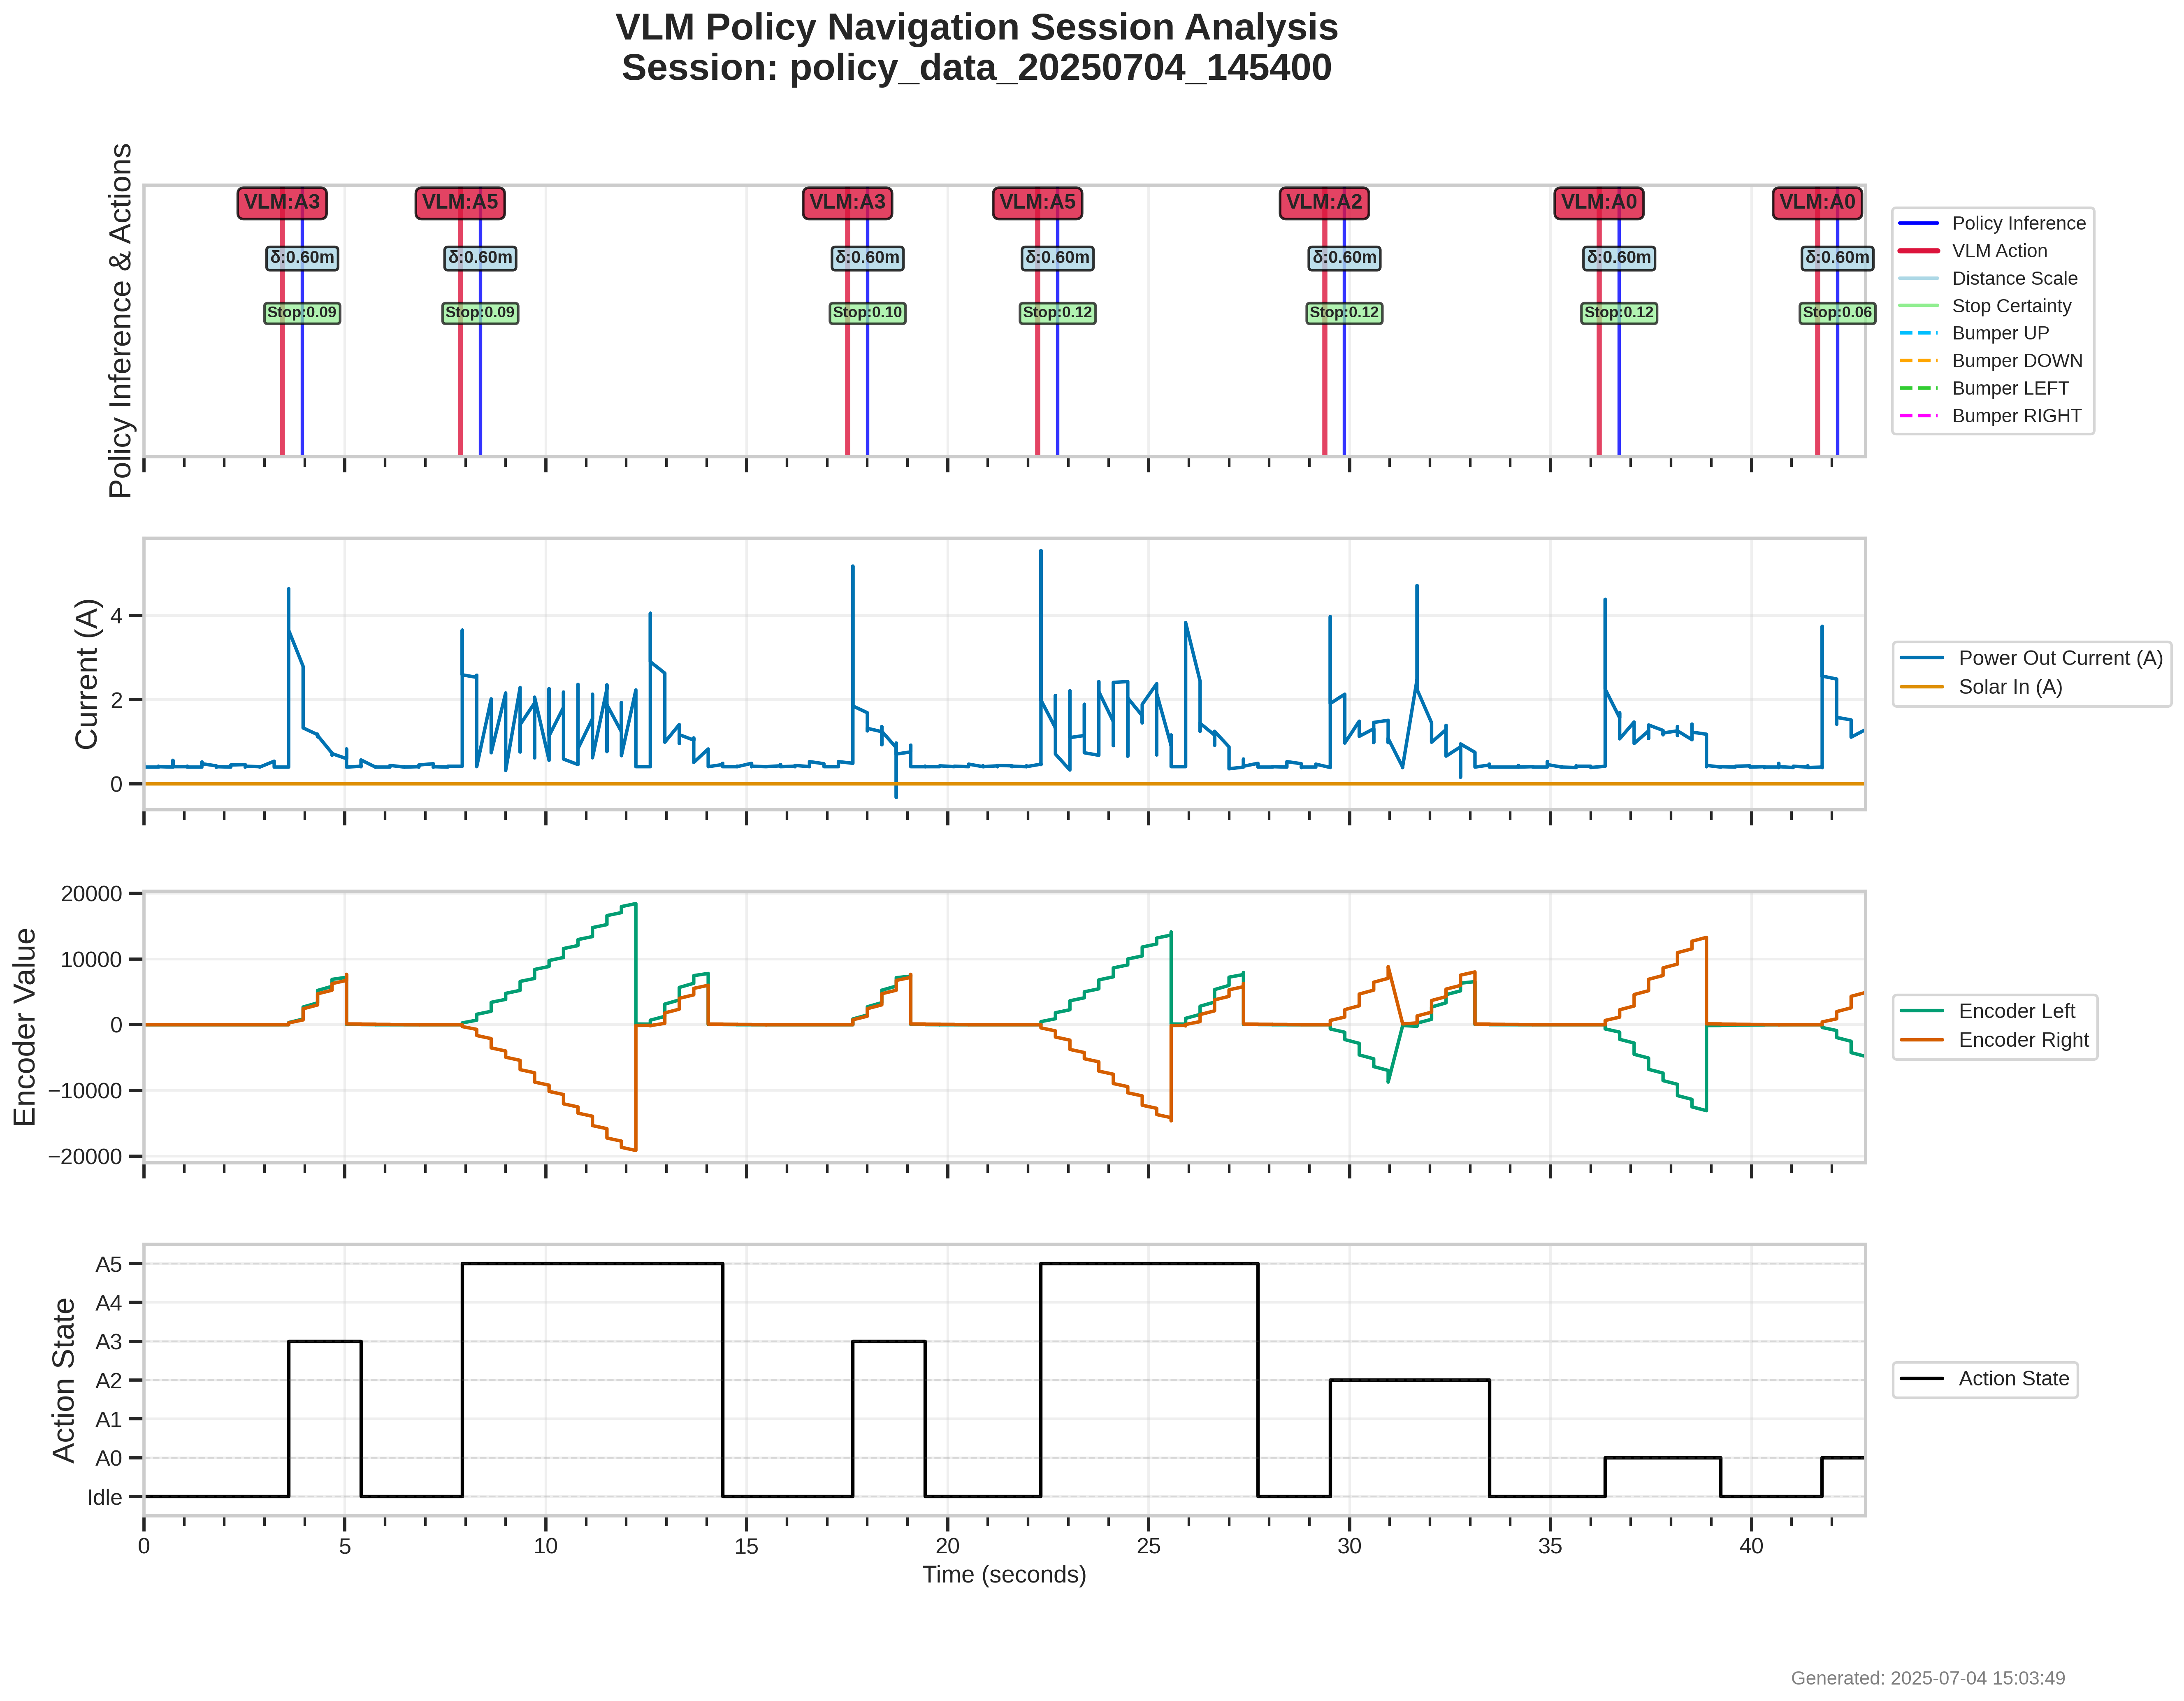 VLM Policy Navigation Session Analysis
Session: policy_data_20250704_145400
Policy Inference & Actions
VLM:A3
VLM:A5
VLM:A3
VLM:A5
VLM:A2
VLM:A0
VLM:A0
δ:0.60m
δ:0.60m
δ:0.60m
δ:0.60m
δ:0.60m
δ:0.60m
δ:0.60m
Stop:0.09
Stop:0.09
Stop:0.10
Stop:0.12
Stop:0.12
Stop:0.12
Stop:0.06
Policy Inference
VLM Action
Distance Scale
Stop Certainty
Bumper UP
Bumper DOWN
Bumper LEFT
Bumper RIGHT
Current (A)
4
2
0
Power Out Current (A)
Solar In (A)
Encoder Value
20000
10000
0
−10000
−20000
Encoder Left
Encoder Right
Action State
A5
A4
A3
A2
A1
A0
Idle
Action State
0 5 10 15 20 25 30 35 40
Time (seconds)
Generated: 2025-07-04 15:03:49